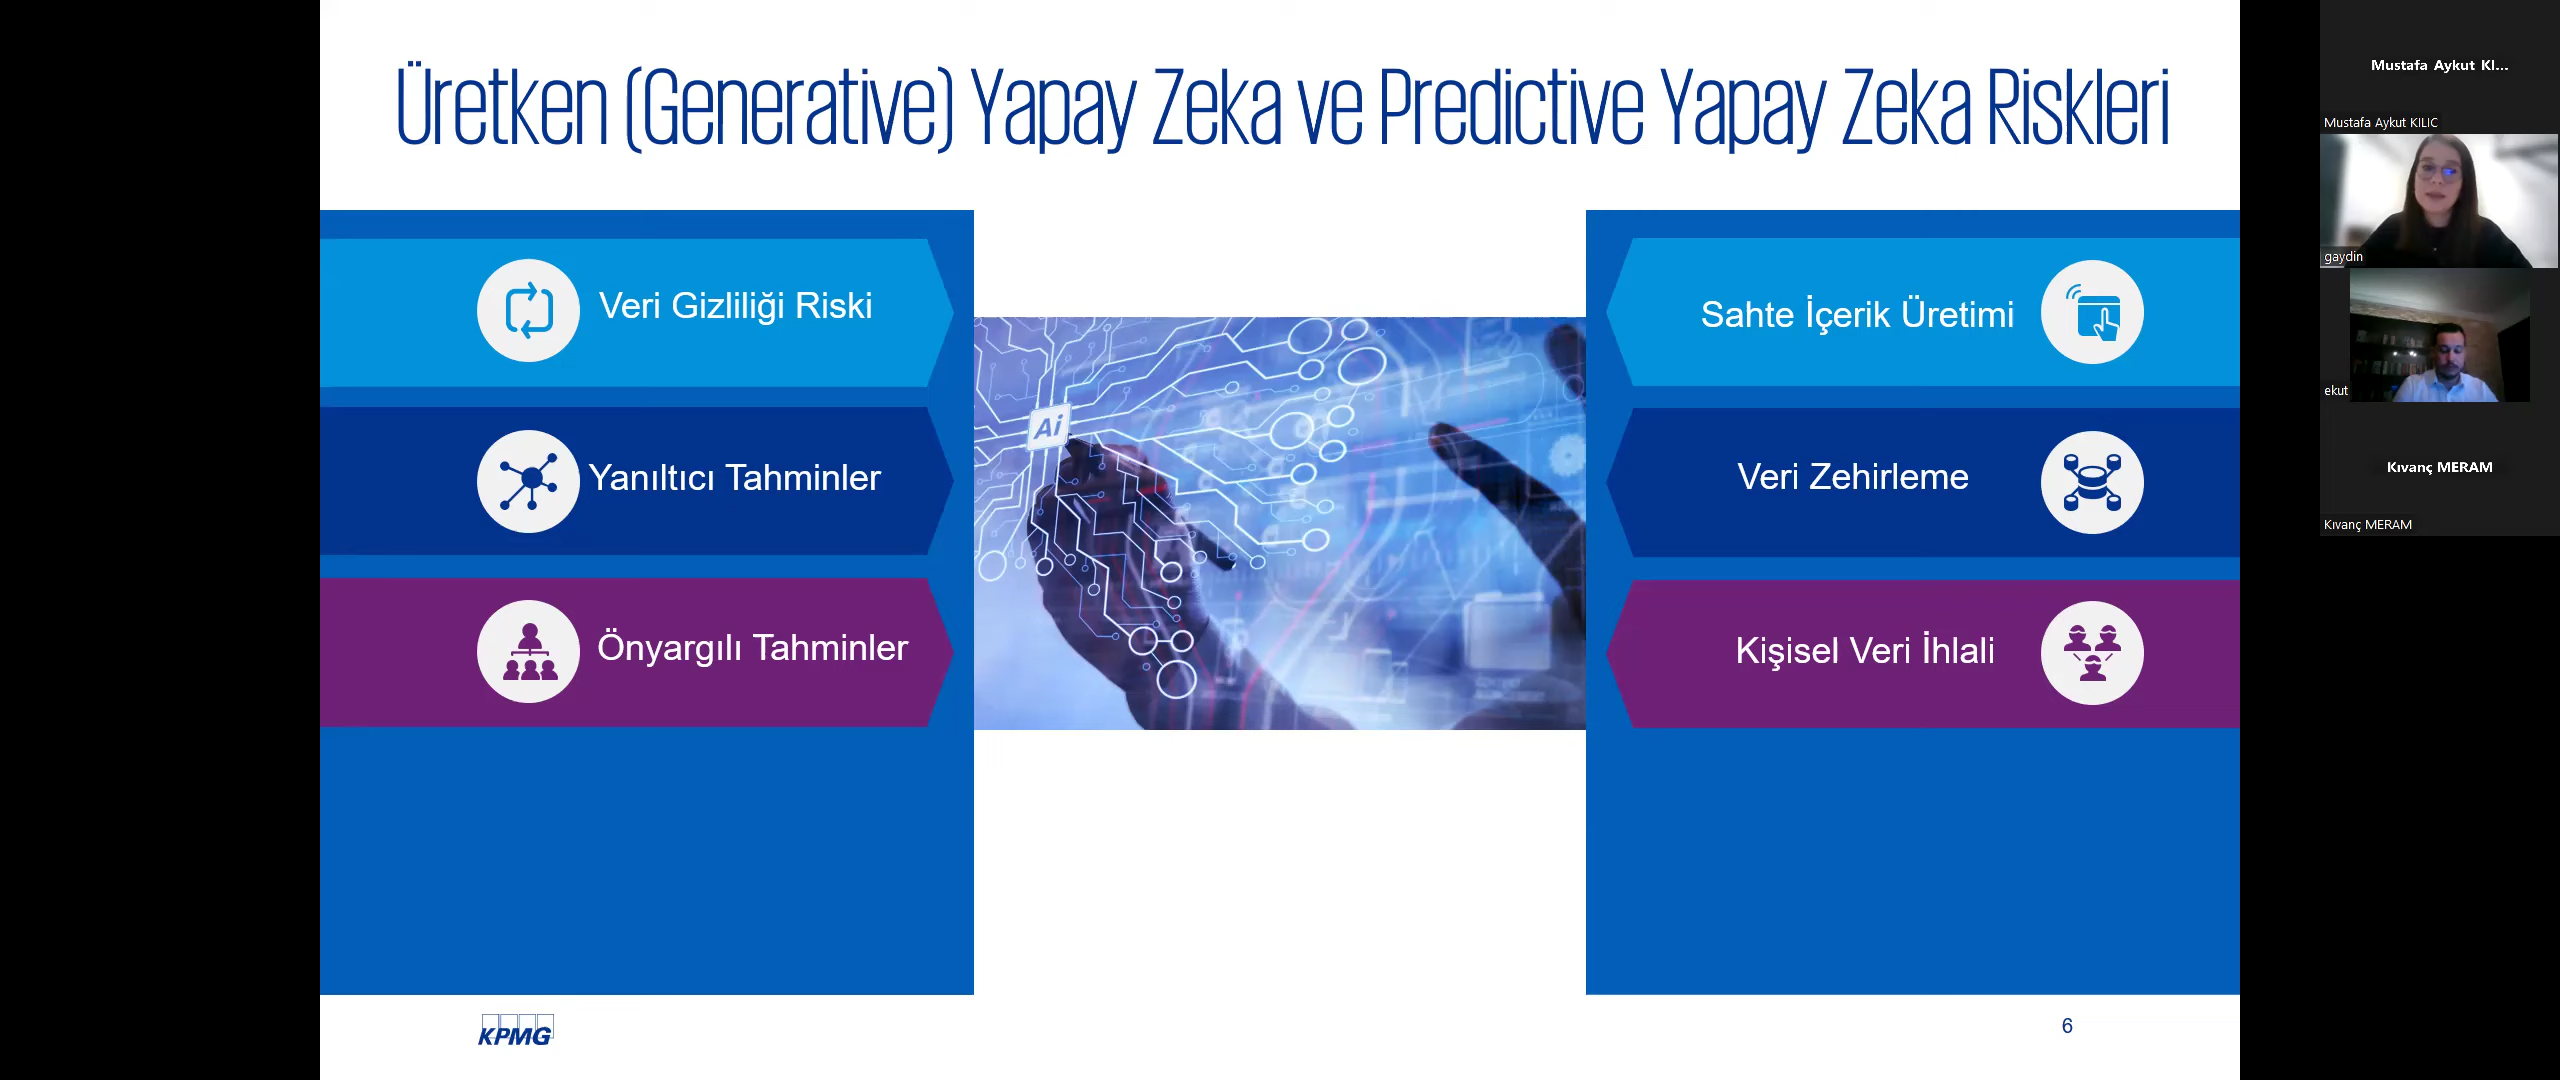 Üretken (Generative) Yapay Zeka ve Predictive Yapay Zeka Riskleri
Veri Gizliliği Riski
Yanıltıcı Tahminler
Önyargılı Tahminler
Ai
Sahte İçerik Üretimi
Veri Zehirleme
Kişisel Veri İhlali
KPMG
6
Mustafa Aykut KI...
Mustafa Aykut KILIC
gaydin
ekut
Kıvanç MERAM
Kıvanç MERAM